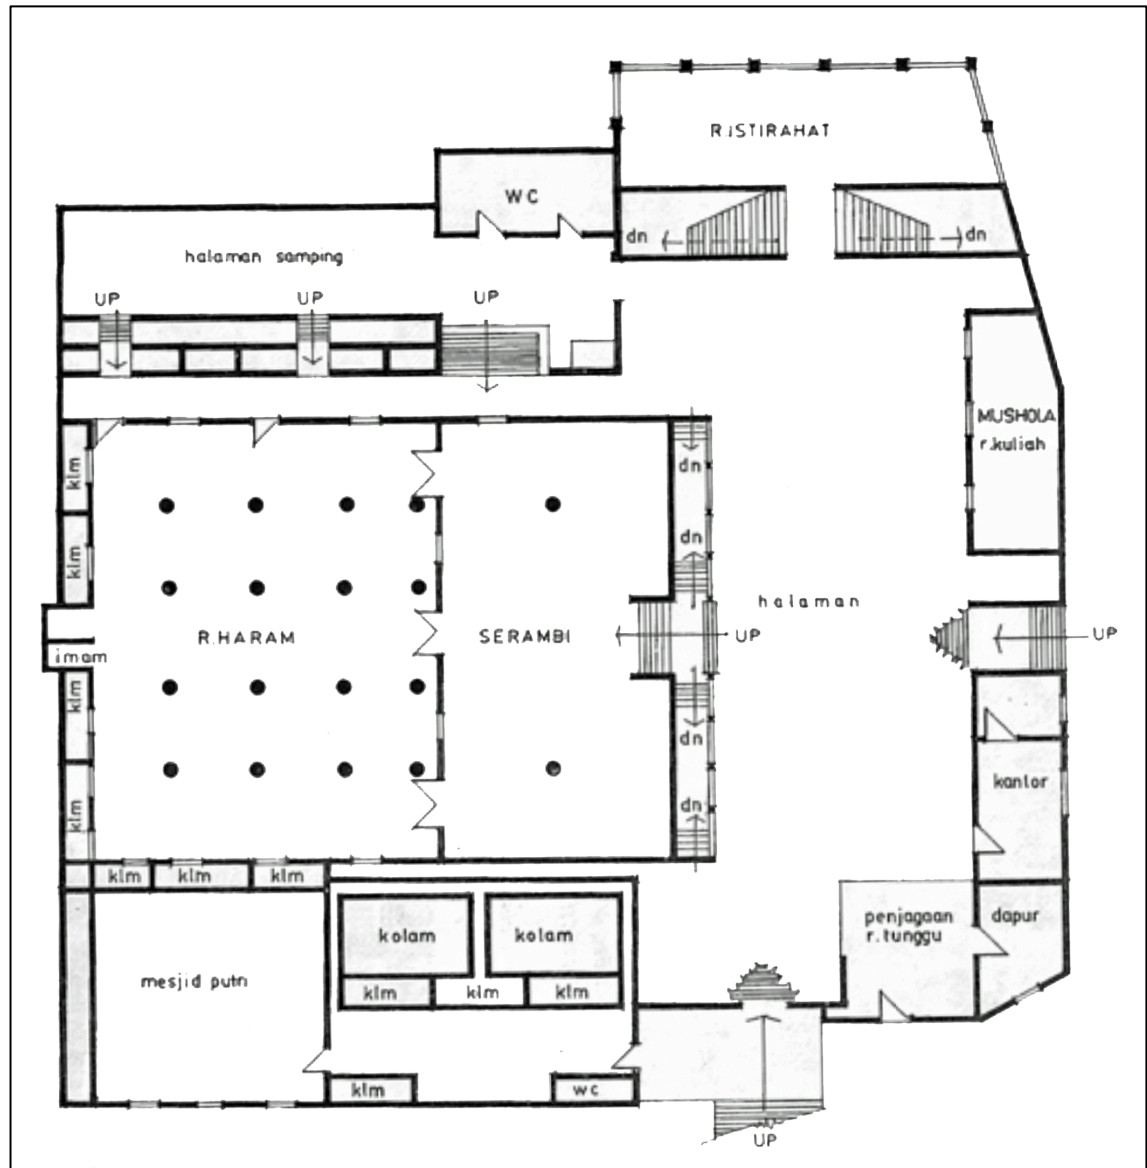 R.ISTIRAHAT
WC
dn
dn
halaman samping
UP
UP
UP
MUSHOLA
r.kuliah
klm
dn
klm
dn
halaman
R.HARAM
SERAMBI
UP
UP
imam
klm
dn
kantor
klm
dn
klm
klm
klm
kolam
kolam
penjagaan
r.tunggu
dapur
mesjid putri
klm
klm
klm
klm
wc
UP